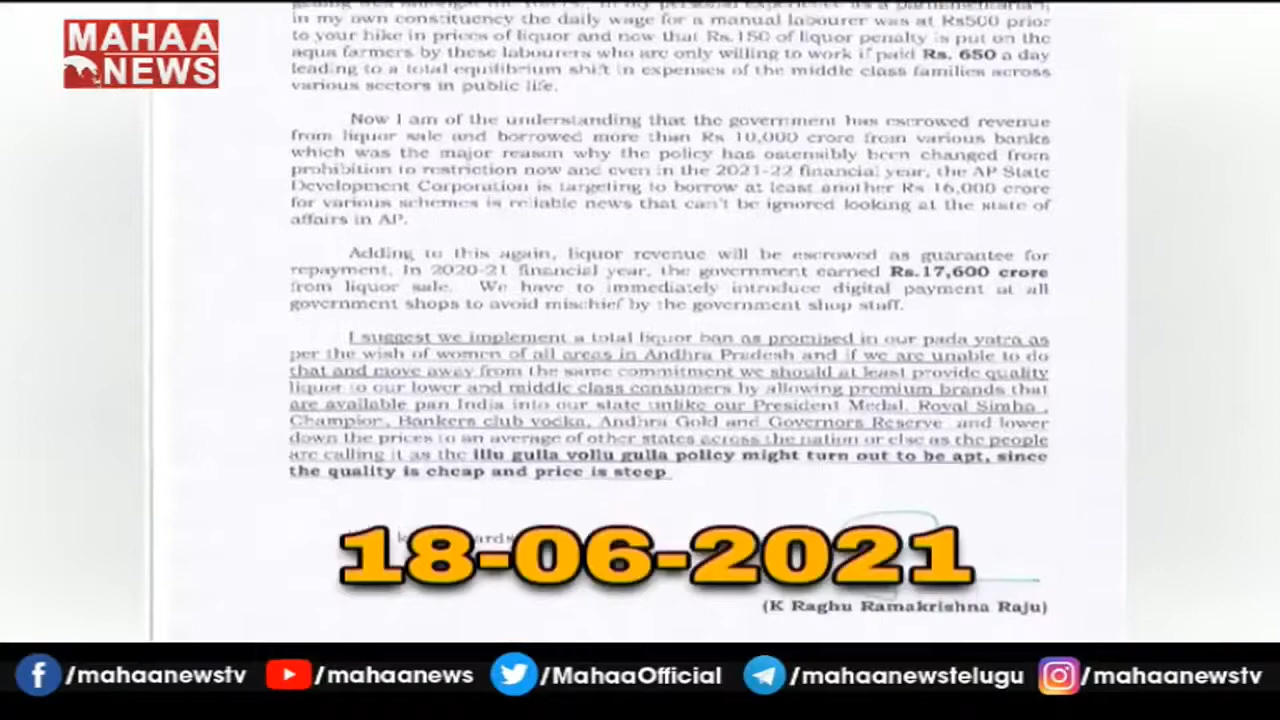 MAHAA
NEWS
in my own constituency the daily wage for a manual labourer was at Rs500 prior
to your hike in prices of liquor and now that Rs.150 of liquor penalty is put on the
aqua farmers by these labourers who are only willing to work if paid Rs. 650 a day
leading to a total equilibrium shift in expenses of the middle class families across
various sectors in public life.
Now I am of the understanding that the government has escrowed revenue
from liquor sale and borrowed more than Rs 10,000 crore from various banks
which was the major reason why the policy has ostensibly been changed from
prohibition to restriction now and even in the 2021-22 financial year, the AP State
Development Corporation is targeting to borrow at least another Rs 16,000 crore
for various schemes is reliable news that can't be ignored looking at the state of
affairs in AP.
Adding to this again, liquor revenue will be escrowed as guarantee for
repayment. In 2020-21 financial year, the government earned Rs.17,600 crore
from liquor sale. We have to immediately introduce digital payment at all
government shops to avoid mischief by the government shop staff.
I suggest we implement a total liquor ban as promised in our pada yatra as
per the wish of women of all areas in Andhra Pradesh and if we are unable to do
that and move away from the same commitment we should at least provide quality
liquor to our lower and middle class consumers by allowing premium brands that
are available pan India into our state unlike our President Medal, Royal Simha ,
Champior, Bankers club vodka, Andhra Gold and Governors Reserve and lower
down the prices to an average of other states across the nation or else as the people
are calling it as the illu gulla vollu gulla policy might turn out to be apt, since
the quality is cheap and price is steep
18-06-2021
(K Raghu Ramakrishna Raju)
/mahaanewstv /mahaanews /MahaaOfficial /mahaanewstelugu /mahaanewstv